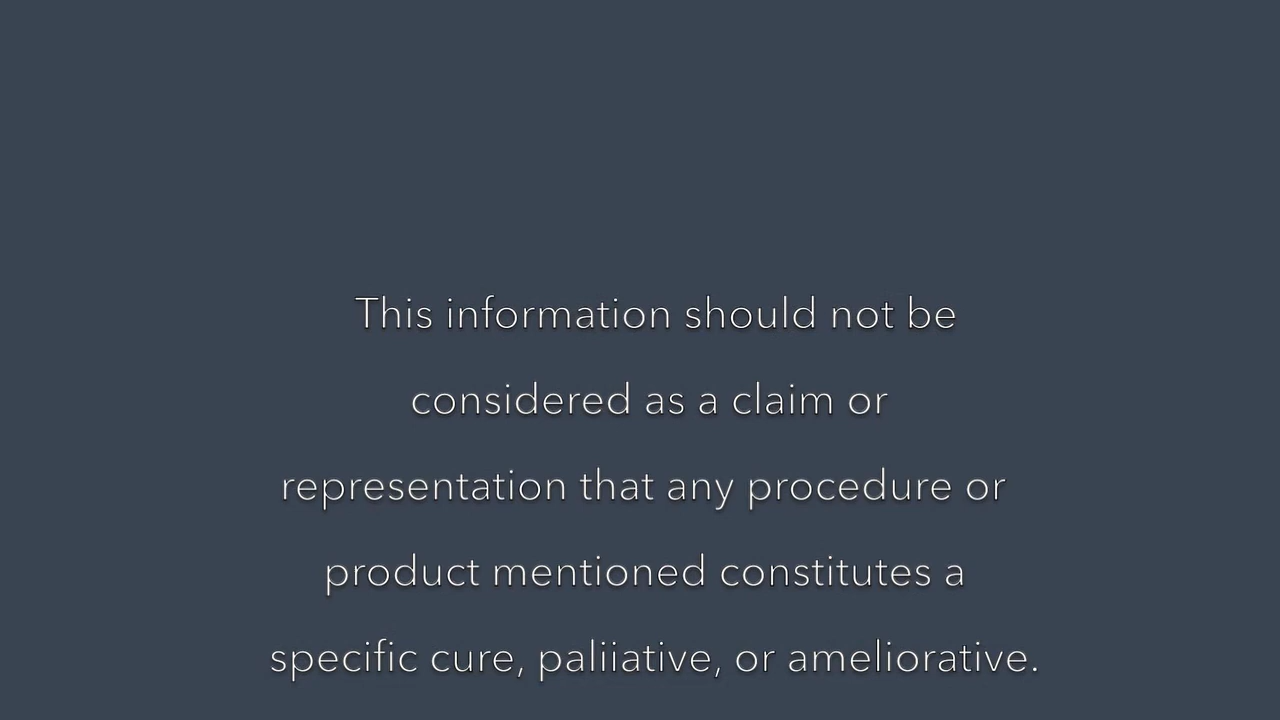 This information should not be
considered as a claim or
representation that any procedure or
product mentioned constitutes a
specific cure, paliiative, or ameliorative.